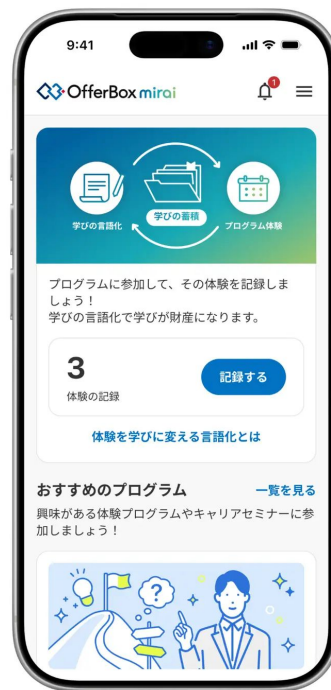 9:41
OfferBox mirai
1
学びの言語化
学びの蓄積
プログラム体験
プログラムに参加して、その体験を記録しま
しょう！
学びの言語化で学びが財産になります。
3
体験の記録
記録する
体験を学びに変える言語化とは
おすすめのプログラム
一覧を見る
興味がある体験プログラムやキャリアセミナーに参
加しましょう！
?